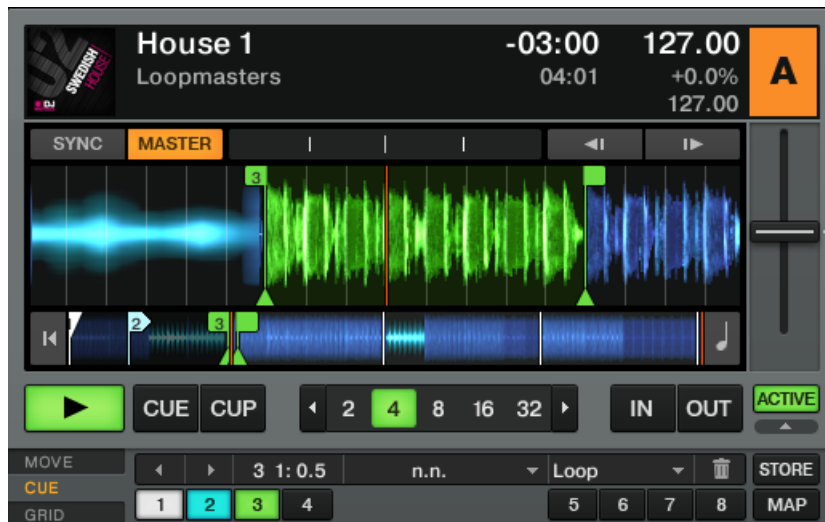 House 1
-03:00
127.00
Loopmasters
04:01
+0.0%
127.00
A
SWEDISH
HOUSE
DJ
SYNC
MASTER
3
2
3
CUE
CUP
2
4
8
16
32
IN
OUT
ACTIVE
MOVE
CUE
GRID
3 1: 0.5
n.n.
Loop
STORE
1
2
3
4
5
6
7
8
MAP